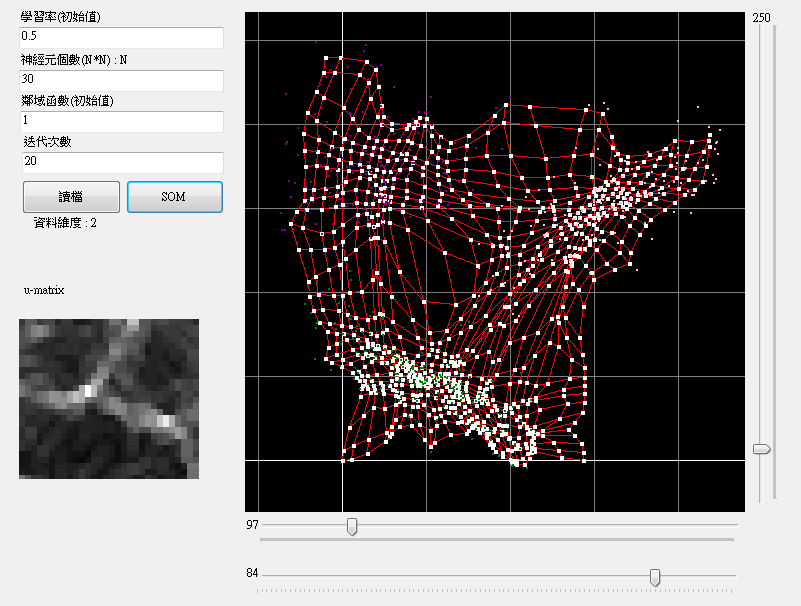 學習率(初始值)
0.5
神經元個數(N*N) : N
30
鄰域函數(初始值)
1
迭代次數
20
讀檔
SOM
資料維度 : 2
u-matrix
250
97
84